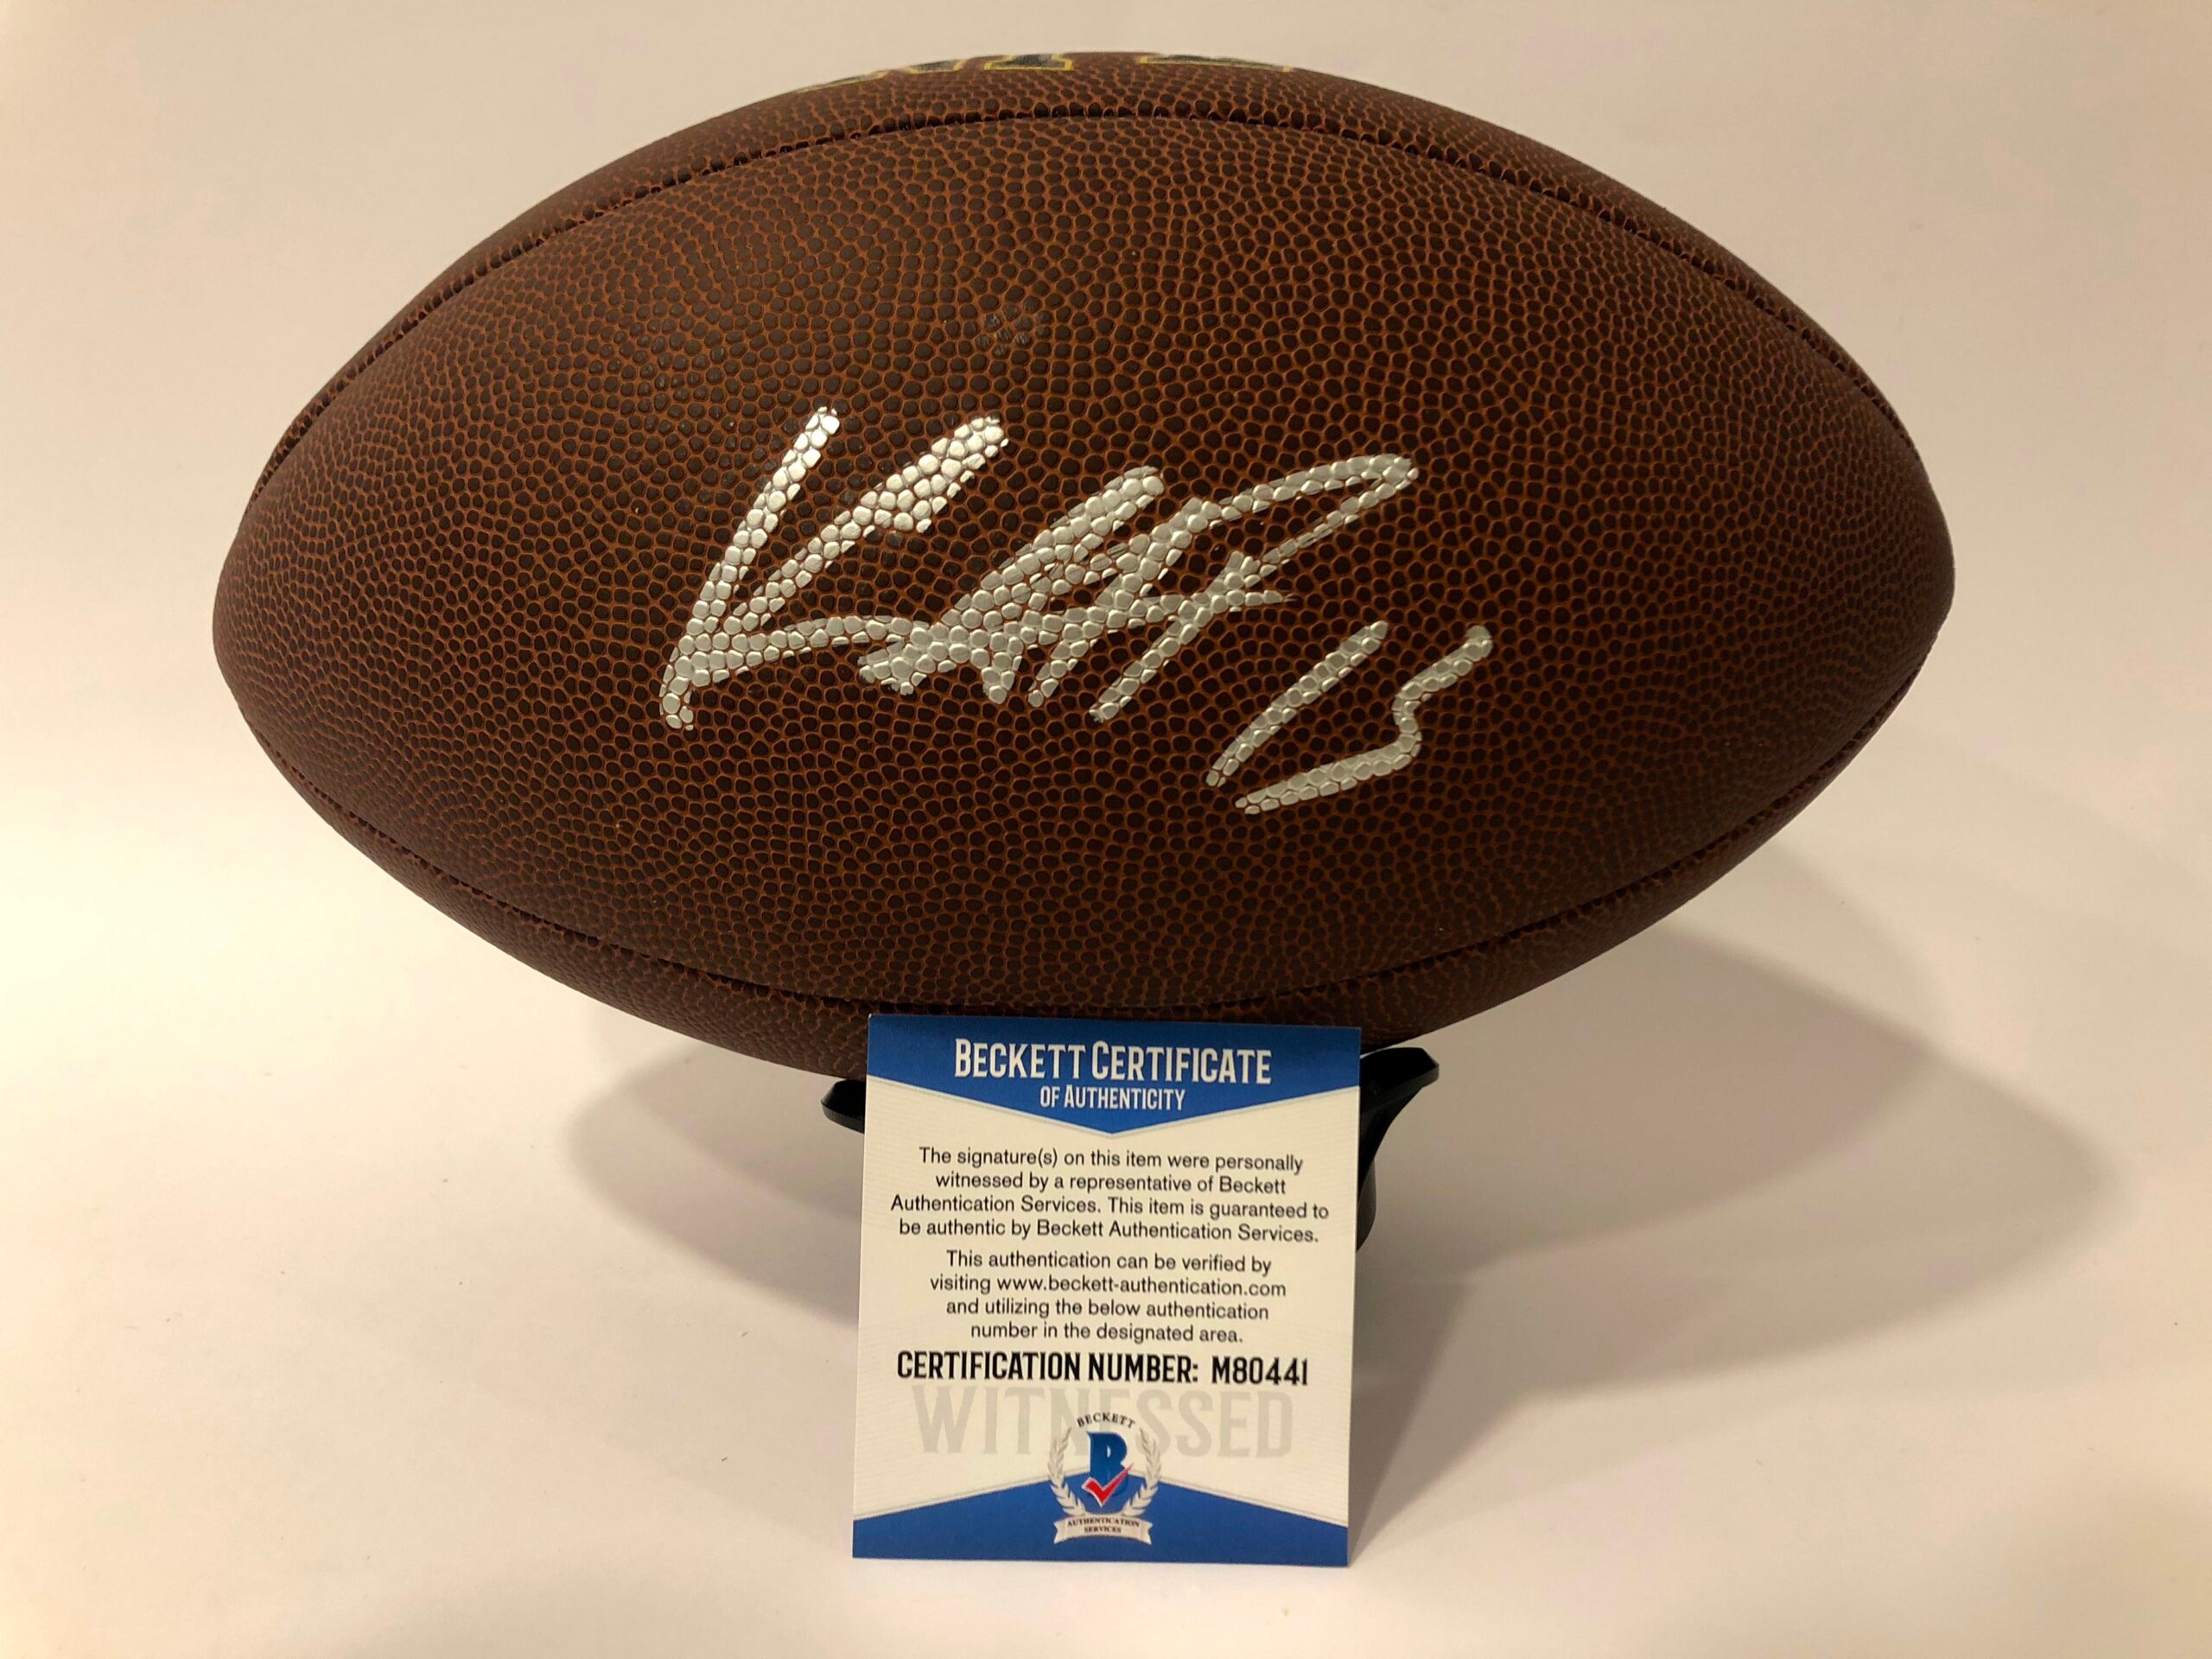 15
BECKETT CERTIFICATE
OF AUTHENTICITY
The signature(s) on this item were personally
witnessed by a representative of Beckett
Authentication Services. This item is guaranteed to
be authentic by Beckett Authentication Services.
This authentication can be verified by
visiting www.beckett-authentication.com
and utilizing the below authentication
number in the designated area.
CERTIFICATION NUMBER: M80441
WITNESSED
BECKETT
B
AUTHENTICATION
SERVICES